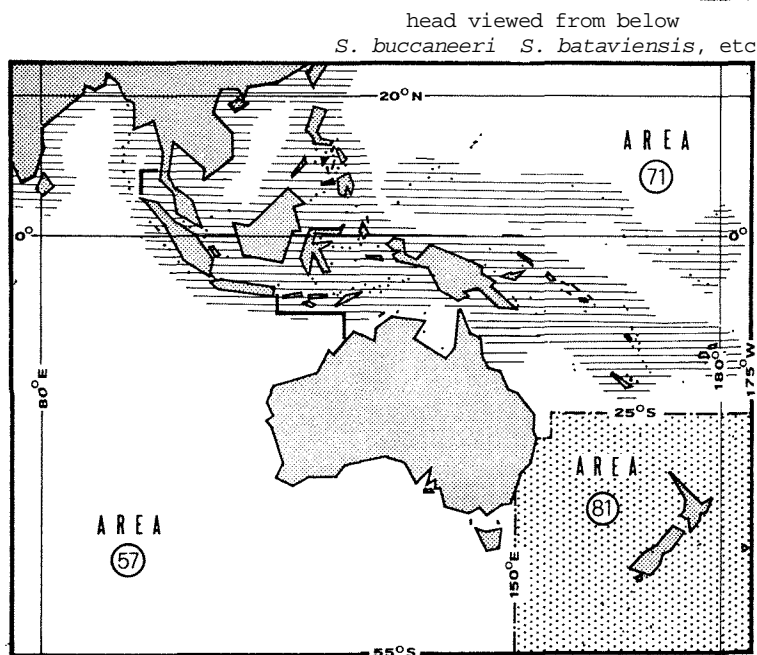 head viewed from below
S. buccaneeri S. bataviensis, etc
20°N
AREA
71
0°
0°
80°E
180°
175°W
25°S
AREA
81
AREA
57
150°E
55°S